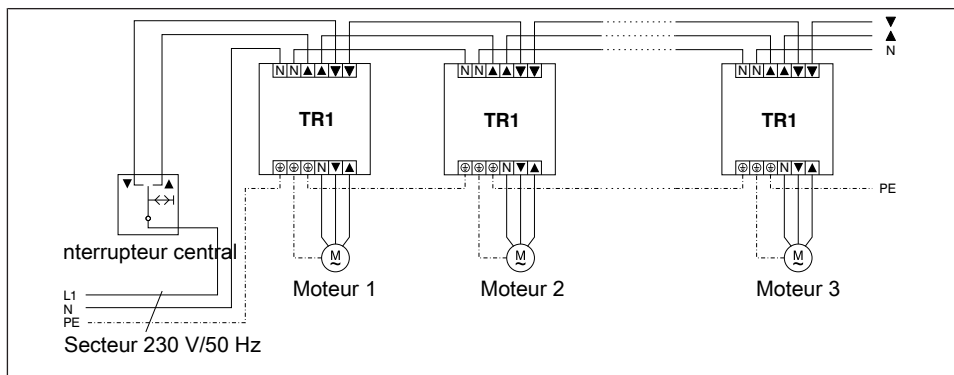 ▼
▲
N
N N ▲ ▲ ▼ ▼
N N ▲ ▲ ▼ ▼
N N ▲ ▲ ▼ ▼
TR1
TR1
TR1
N ▼ ▲
N ▼ ▲
N ▼ ▲
▼ ▲
PE
nterrupteur central
M ~
M ~
M ~
Moteur 1
Moteur 2
Moteur 3
L1
N
PE
Secteur 230 V/50 Hz